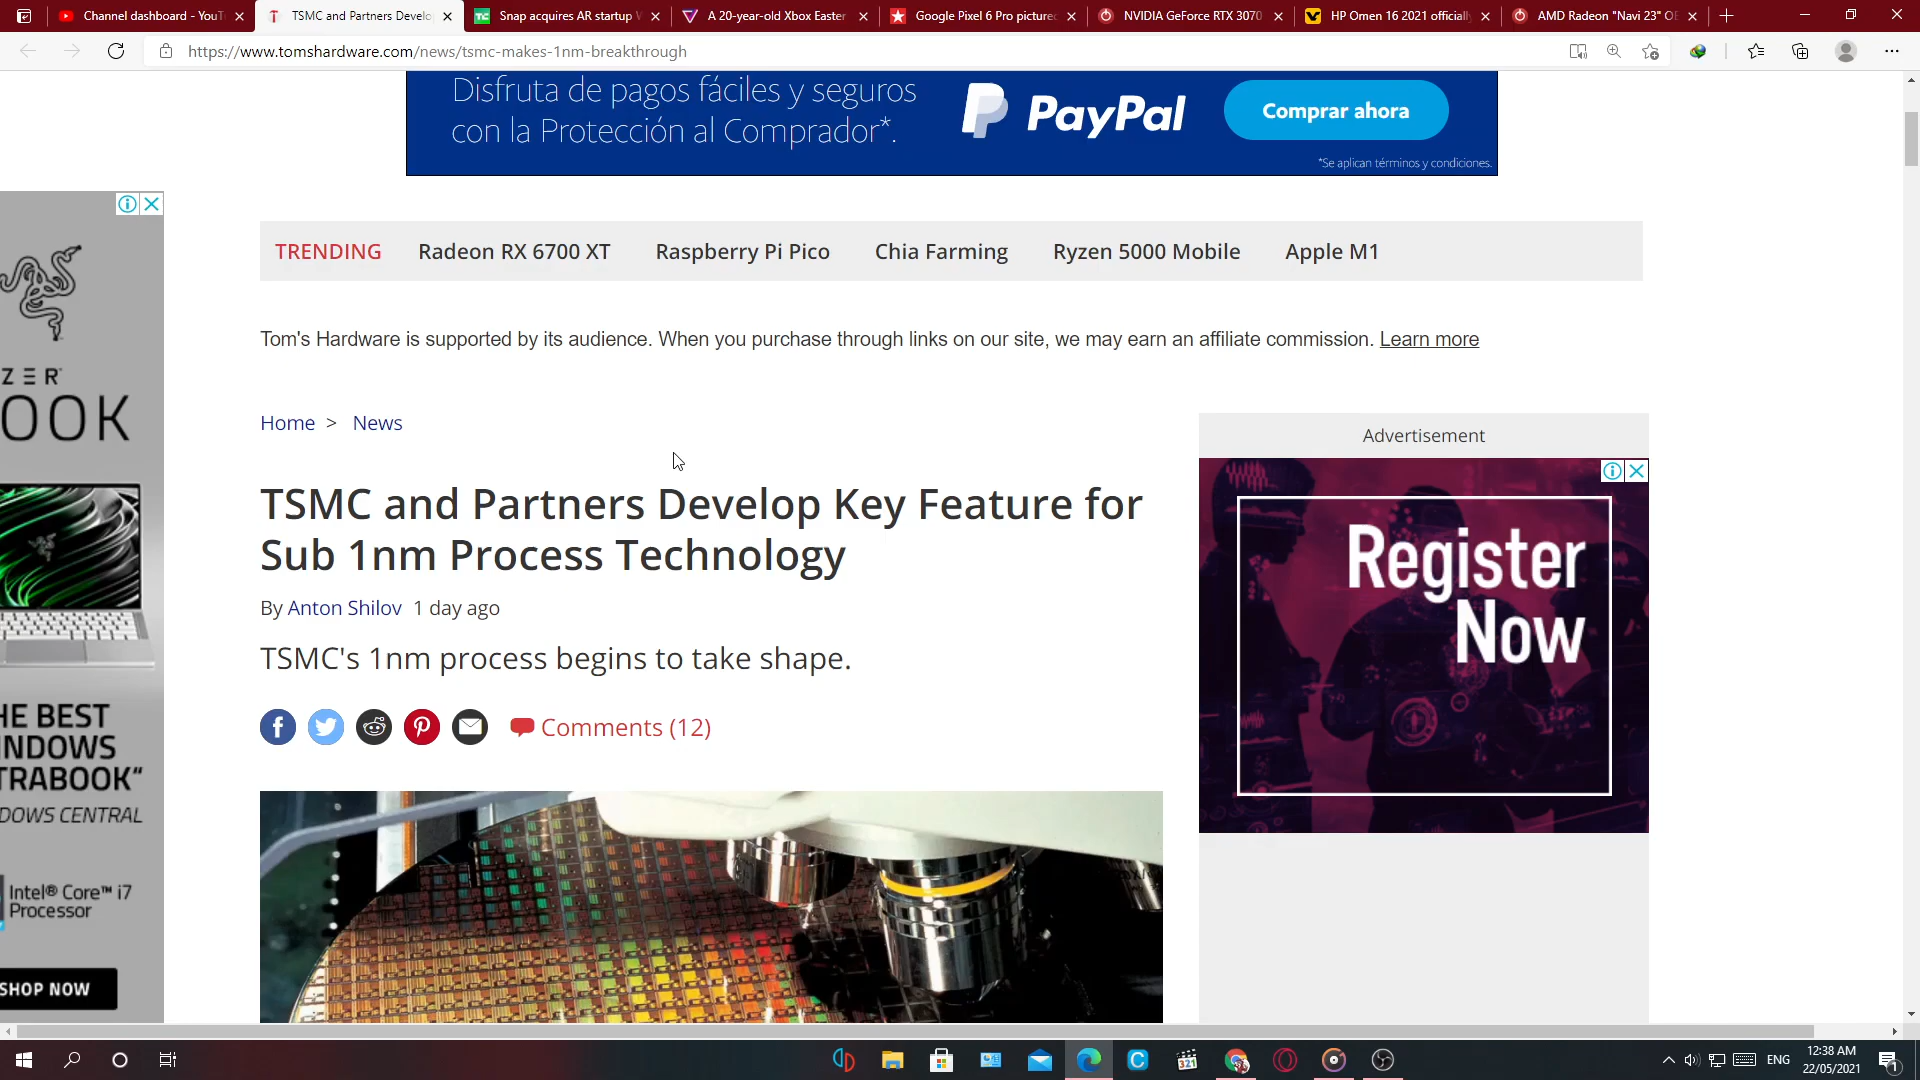 Channel dashboard - YouT
TSMC and Partners Develo
Snap acquires AR startup W
A 20-year-old Xbox Easter
Google Pixel 6 Pro picture
NVIDIA GeForce RTX 3070
HP Omen 16 2021 officiall
AMD Radeon "Navi 23" OE
https://www.tomshardware.com/news/tsmc-makes-1nm-breakthrough
Disfruta de pagos fáciles y seguros
con la Protección al Comprador*.
PayPal
Comprar ahora
*Se aplican términos y condiciones.
TRENDING Radeon RX 6700 XT Raspberry Pi Pico Chia Farming Ryzen 5000 Mobile Apple M1
Tom's Hardware is supported by its audience. When you purchase through links on our site, we may earn an affiliate commission. Learn more
Home > News
TSMC and Partners Develop Key Feature for
Sub 1nm Process Technology
By Anton Shilov 1 day ago
TSMC's 1nm process begins to take shape.
Comments (12)
Advertisement
Register
Now
ZER
OOK
HE BEST
INDOWS
TRABOOK"
DOWS CENTRAL
Intel® Core™ i7
Processor
SHOP NOW
321
ENG
12:38 AM
22/05/2021
1